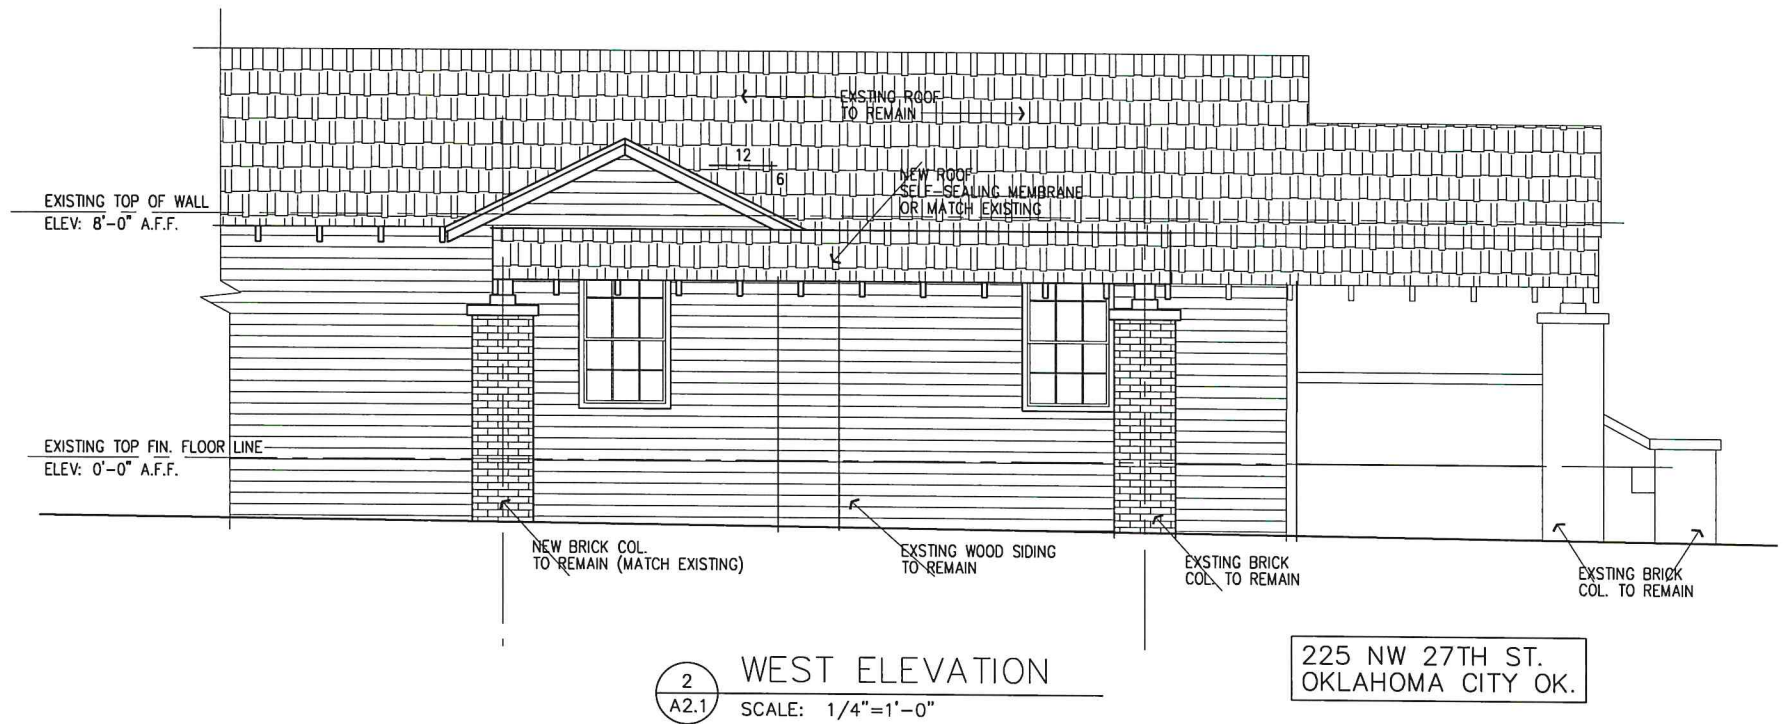 EXSTING ROOF
TO REMAIN
12
6
NEW ROOF
SELF-SEALING MEMBRANE
OR MATCH EXISTING
EXISTING TOP OF WALL
ELEV: 8'-0" A.F.F.
EXISTING TOP FIN. FLOOR LINE
ELEV: 0'-0" A.F.F.
NEW BRICK COL.
TO REMAIN (MATCH EXISTING)
EXSTING WOOD SIDING
TO REMAIN
EXSTING BRICK
COL. TO REMAIN
EXSTING BRICK
COL. TO REMAIN
2
A2.1
WEST ELEVATION
SCALE: 1/4"=1'-0"
225 NW 27TH ST.
OKLAHOMA CITY OK.